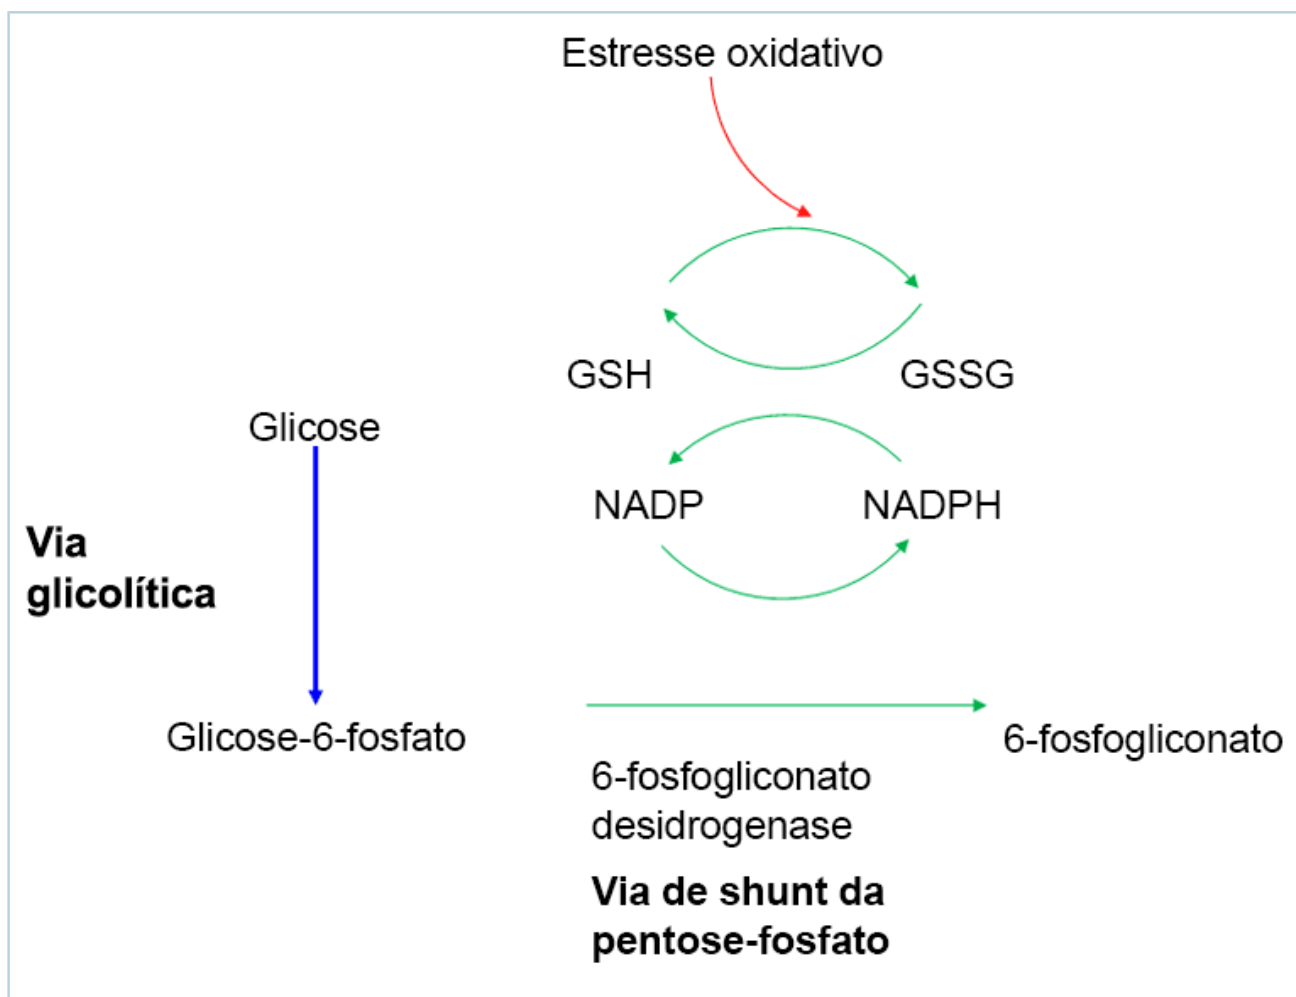 Estresse oxidativo
GSH
GSSG
Glicose
NADP
NADPH
Via
glicolítica
Glicose-6-fosfato
6-fosfogliconato
6-fosfogliconato
desidrogenase
Via de shunt da
pentose-fosfato